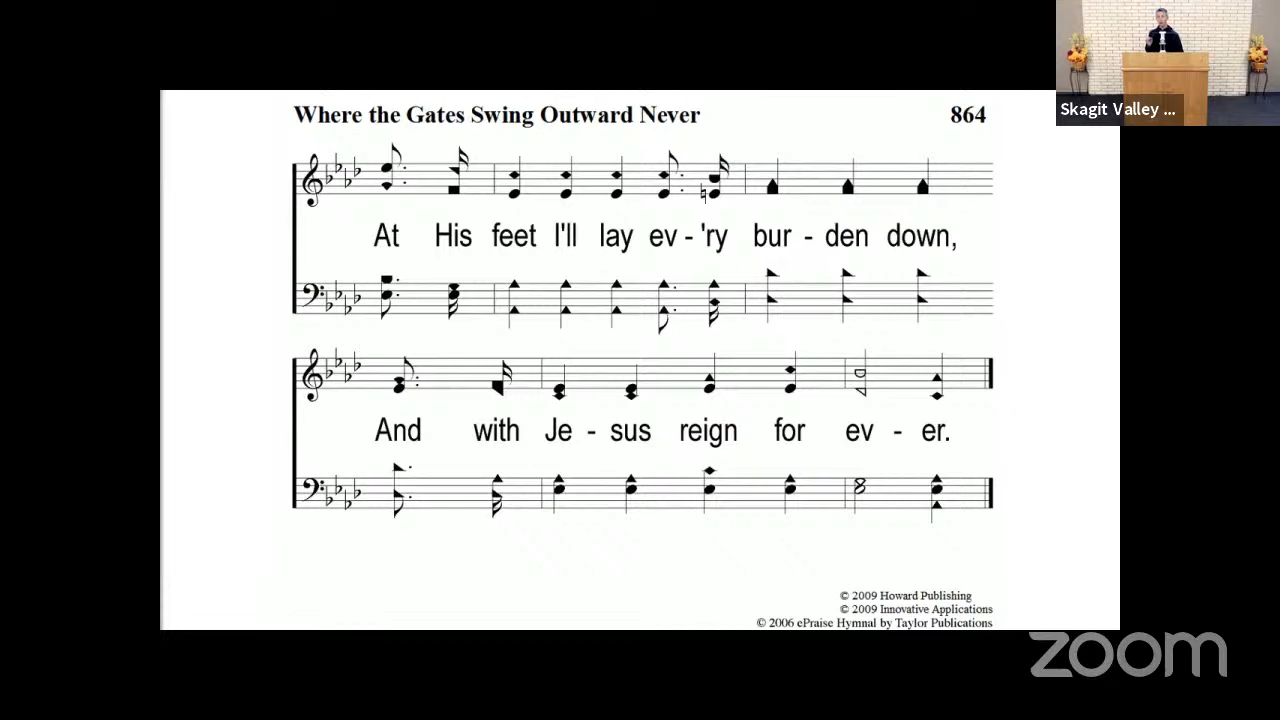 Skagit Valley ...
Where the Gates Swing Outward Never 864
At His feet I'll lay ev - 'ry bur - den down,
And with Je - sus reign for ev - er.
© 2009 Howard Publishing
© 2009 Innovative Applications
© 2006 ePraise Hymnal by Taylor Publications
zoom